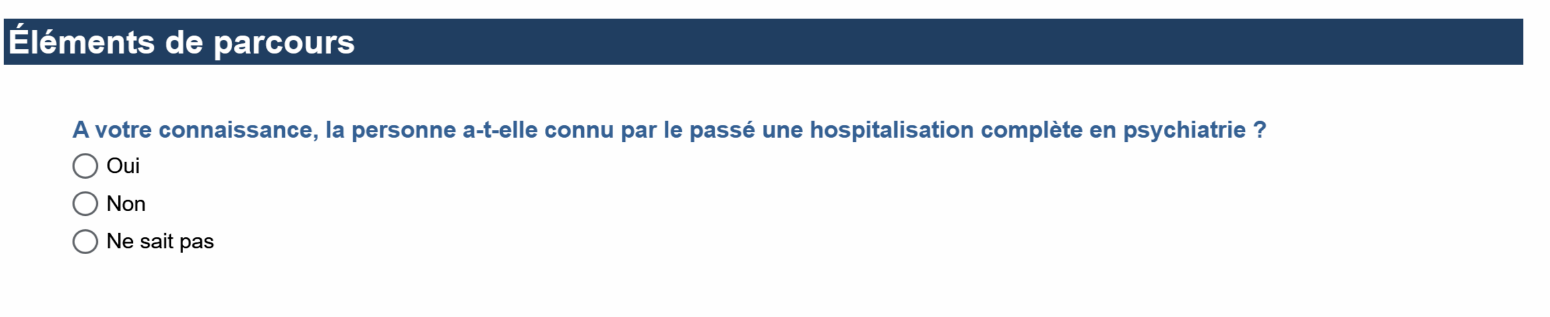 Éléments de parcours
A votre connaissance, la personne a-t-elle connu par le passé une hospitalisation complète en psychiatrie ?
Oui
Non
Ne sait pas